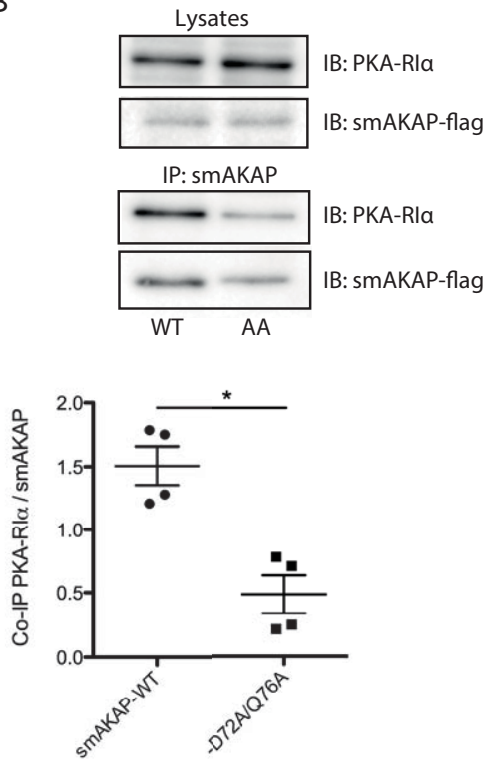 Lysates
IB: PKA-RIα
IB: smAKAP-flag
IP: smAKAP
IB: PKA-RIα
IB: smAKAP-flag
WT AA
*
Co-IP PKA-RIα / smAKAP
2.0
1.5
1.0
0.5
0.0
smAKAP-WT
-D72A/Q76A